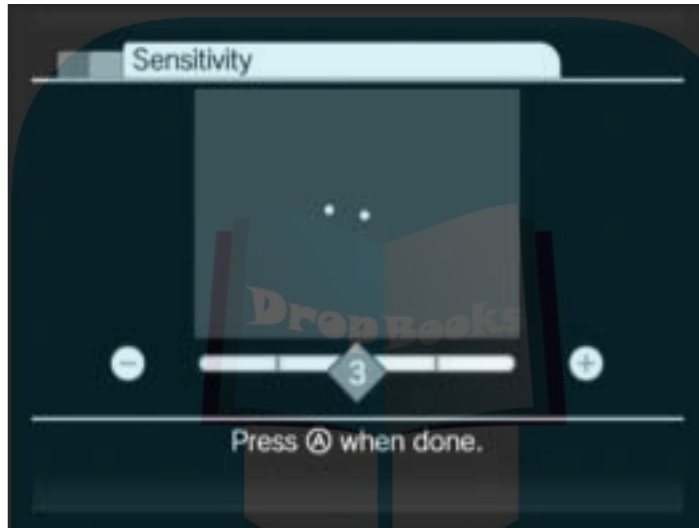 Sensitivity
DropBooks
−
3
+
Press Ⓐ when done.